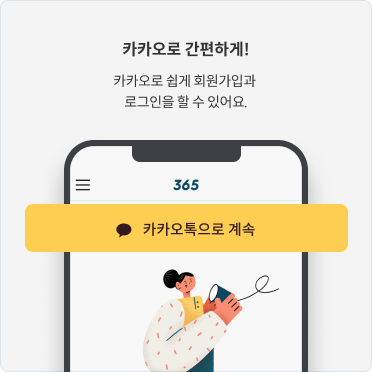 카카오로 간편하게!
카카오로 쉽게 회원가입과
로그인을 할 수 있어요.
365
카카오톡으로 계속